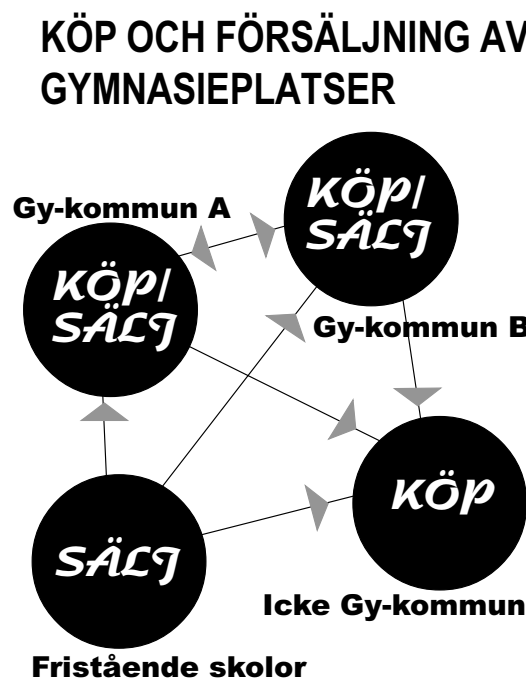 KÖP OCH FÖRSÄLJNING AV
GYMNASIEPLATSER
Gy-kommun A
KÖP/
SÄLJ
KÖP/
SÄLJ
Gy-kommun B
KÖP
Icke Gy-kommun
SÄLJ
Fristående skolor